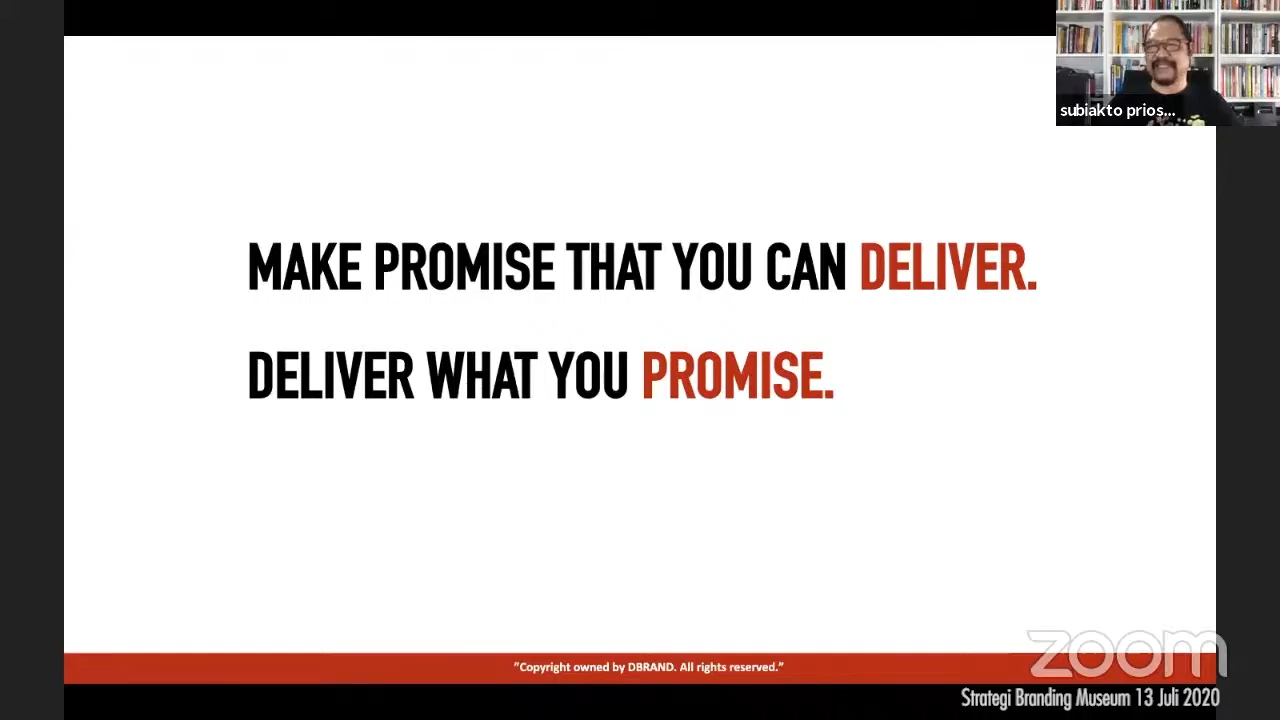 subiakto prios...
MAKE PROMISE THAT YOU CAN DELIVER.
DELIVER WHAT YOU PROMISE.
"Copyright owned by DBRAND. All rights reserved."
zoom
Strategi Branding Museum 13 Juli 2020